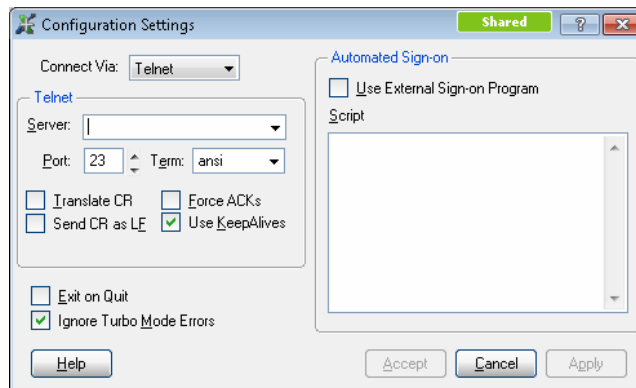 Configuration Settings
Shared
?
Connect Via: Telnet
Telnet
Server:
Port: 23 Term: ansi
Translate CR Force ACKs
Send CR as LF Use KeepAlives
Exit on Quit
Ignore Turbo Mode Errors
Automated Sign-on
Use External Sign-on Program
Script
Help
Accept Cancel Apply